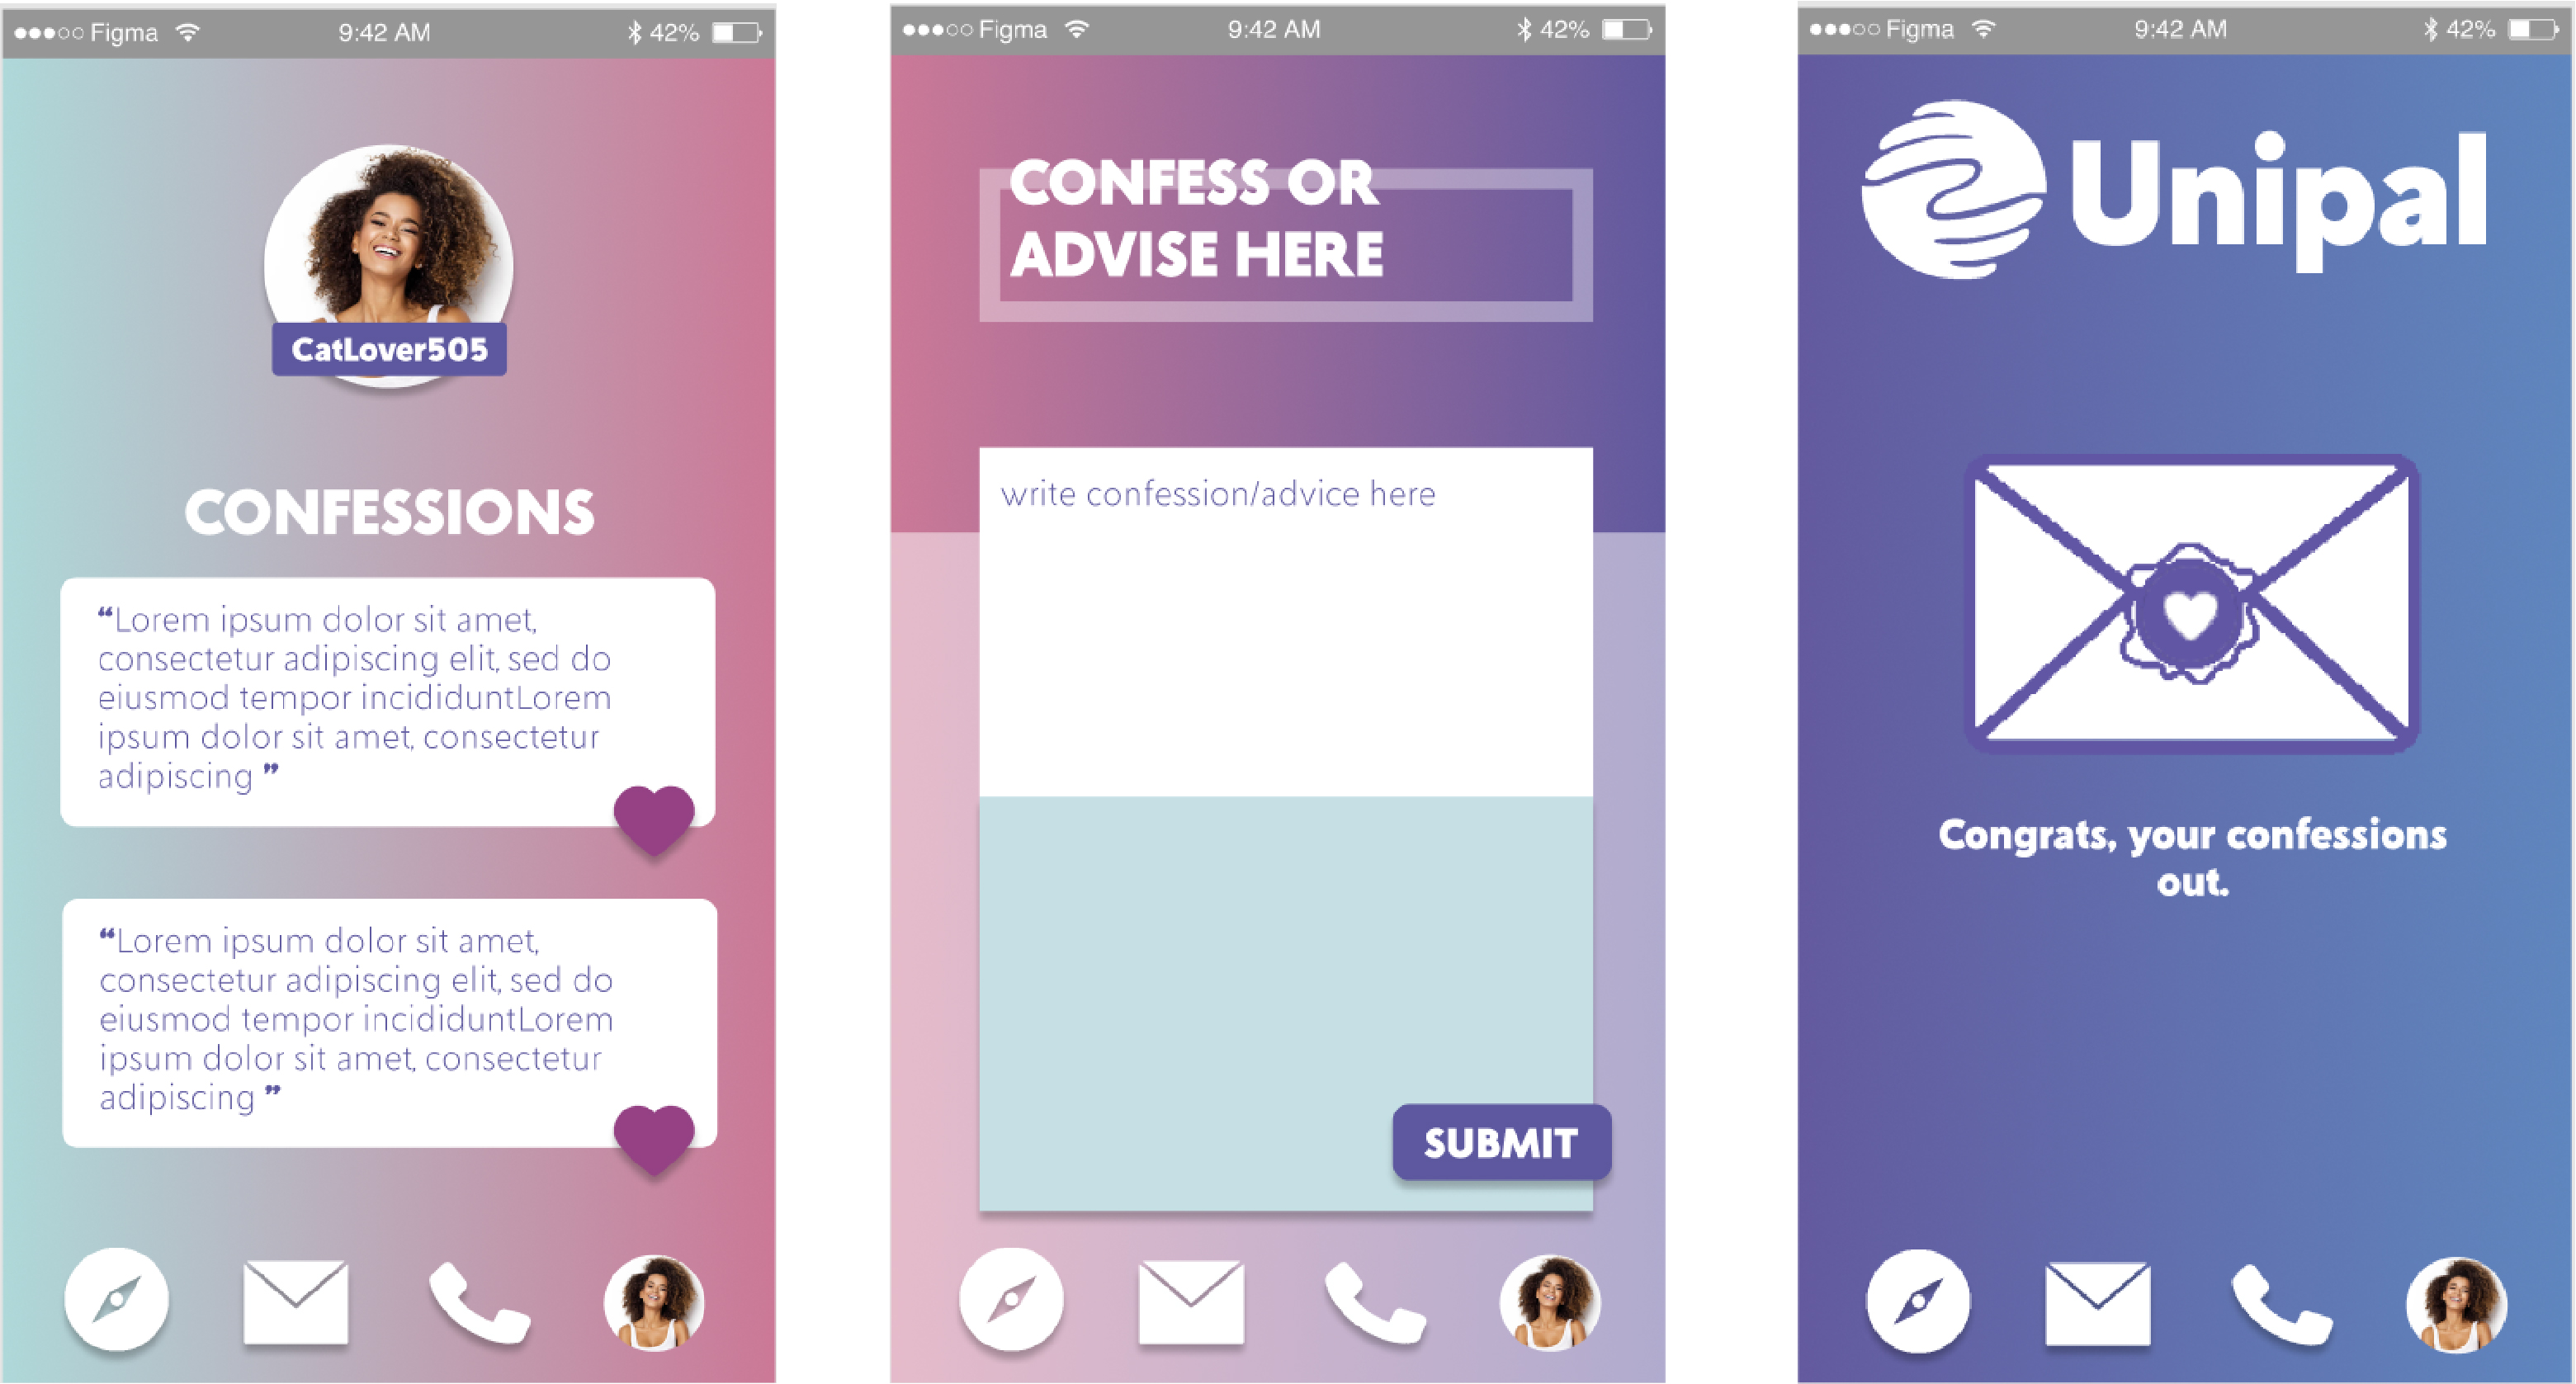 Figma 9:42 AM 42%
CatLover505
CONFESSIONS
“Lorem ipsum dolor sit amet,
consectetur adipiscing elit, sed do
eiusmod tempor incididuntLorem
ipsum dolor sit amet, consectetur
adipiscing ”
“Lorem ipsum dolor sit amet,
consectetur adipiscing elit, sed do
eiusmod tempor incididuntLorem
ipsum dolor sit amet, consectetur
adipiscing ”
Figma 9:42 AM 42%
CONFESS OR
ADVISE HERE
write confession/advice here
SUBMIT
Figma 9:42 AM 42%
Unipal
Congrats, your confessions
out.